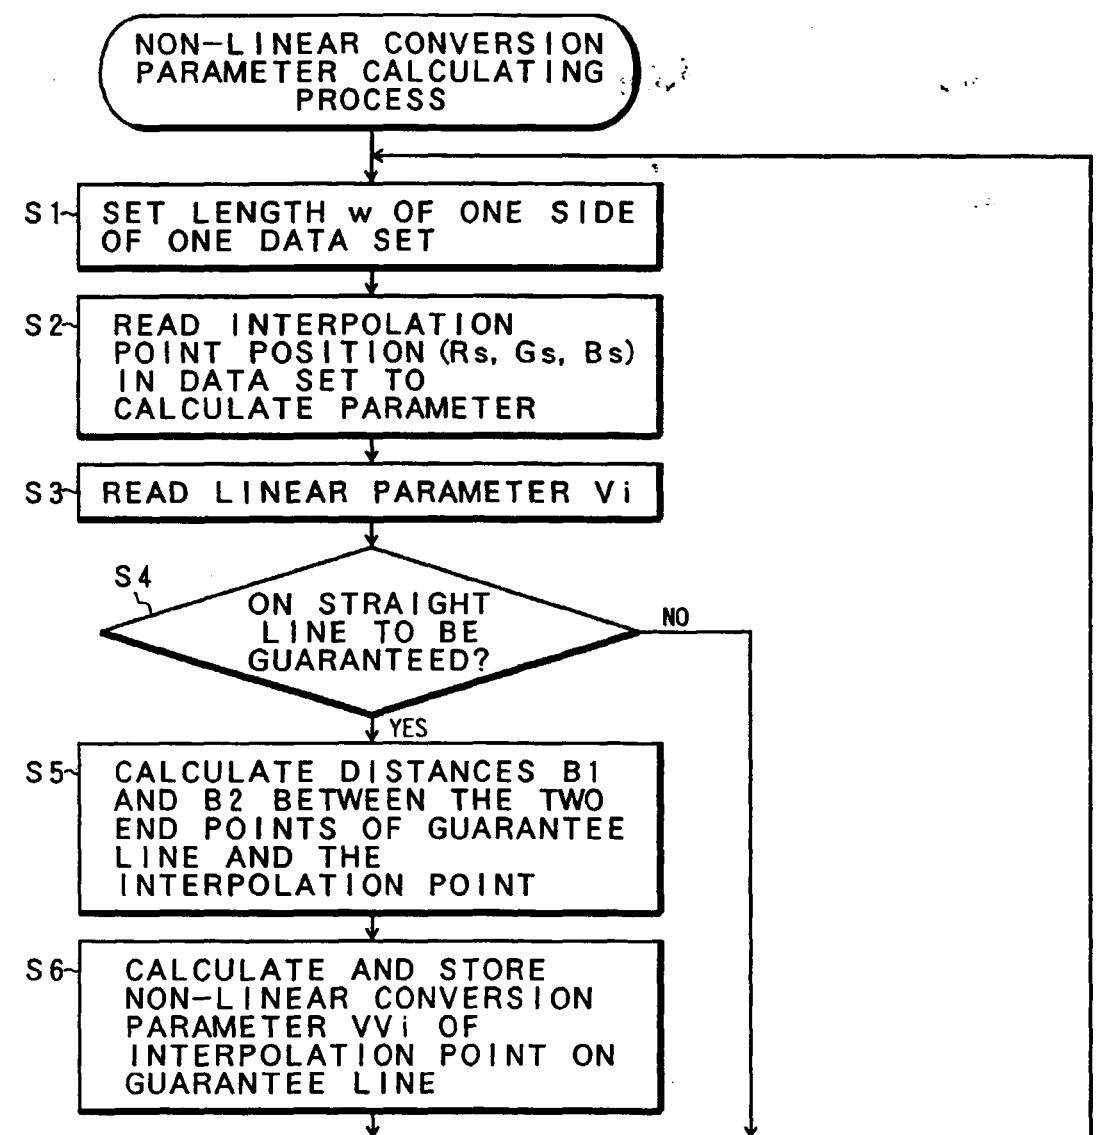 NON-LINEAR CONVERSION
PARAMETER CALCULATING
PROCESS
S1
SET LENGTH w OF ONE SIDE
OF ONE DATA SET
S2
READ INTERPOLATION
POINT POSITION (Rs, Gs, Bs)
IN DATA SET TO
CALCULATE PARAMETER
S3
READ LINEAR PARAMETER Vi
S4
ON STRAIGHT
LINE TO BE
GUARANTEED?
NO
YES
S5
CALCULATE DISTANCES B1
AND B2 BETWEEN THE TWO
END POINTS OF GUARANTEE
LINE AND THE
INTERPOLATION POINT
S6
CALCULATE AND STORE
NON-LINEAR CONVERSION
PARAMETER VVi OF
INTERPOLATION POINT ON
GUARANTEE LINE